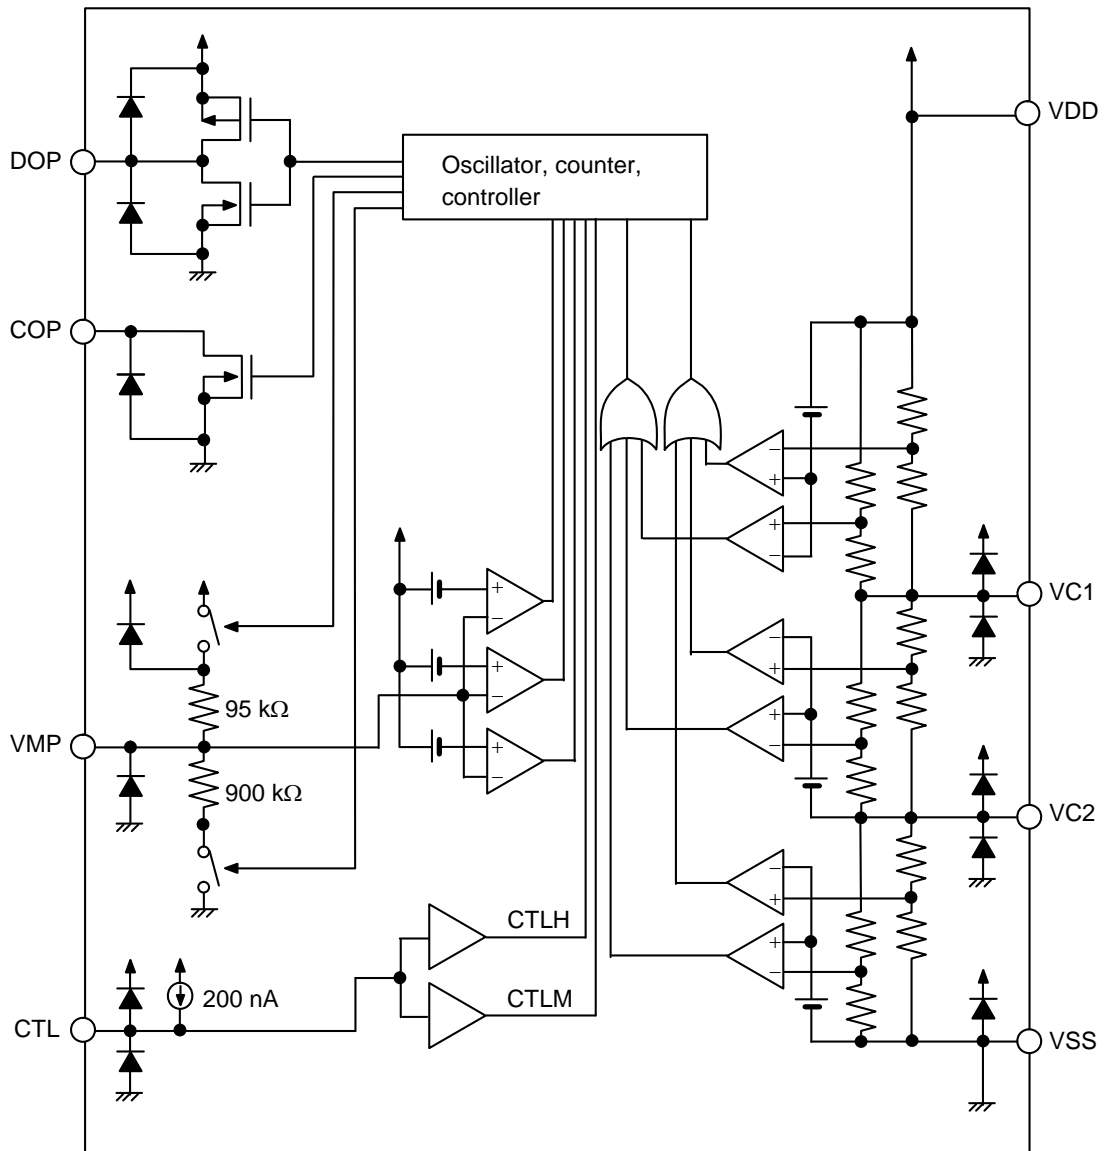 VDD
DOP
Oscillator, counter,
controller
COP
−
+
+
−
+
−
VC1
−
+
95 kΩ
+
−
−
+
VMP
+
−
900 kΩ
VC2
−
+
CTLH
+
−
200 nA
CTLM
CTL
VSS